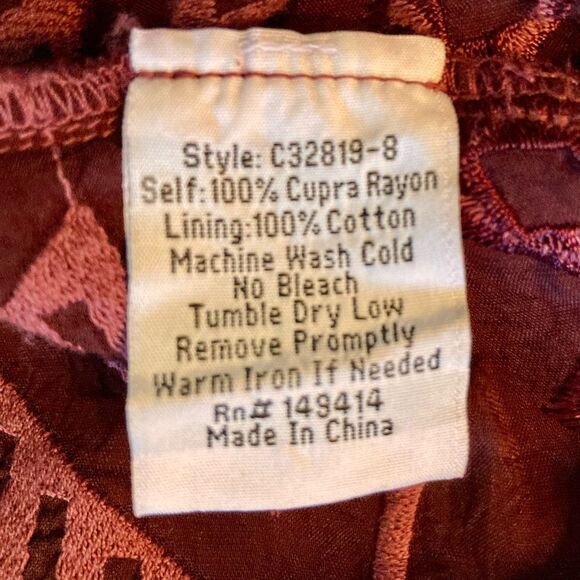 Style: C32819-8
Self:100% Cupra Rayon
Lining:100% Cotton
Machine Wash Cold
No Bleach
Tumble Dry Low
Remove Promptly
Warm Iron If Needed
Rn# 149414
Made In China